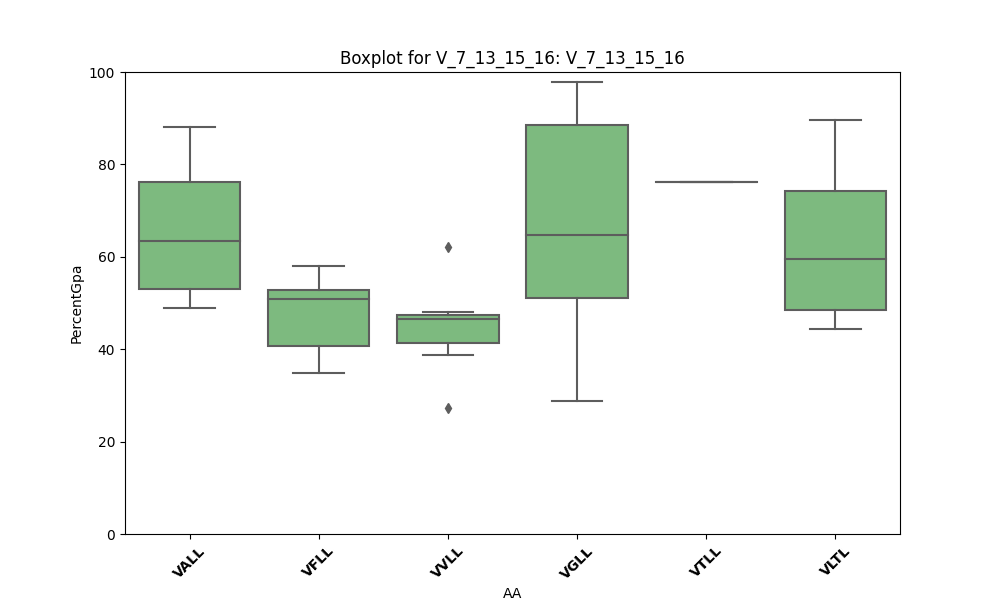 Boxplot for V_7_13_15_16: V_7_13_15_16
100
80
60
40
20
0
PercentGpa
VALL
VFLL
VVLL
VGLL
VTLL
VLTL
AA